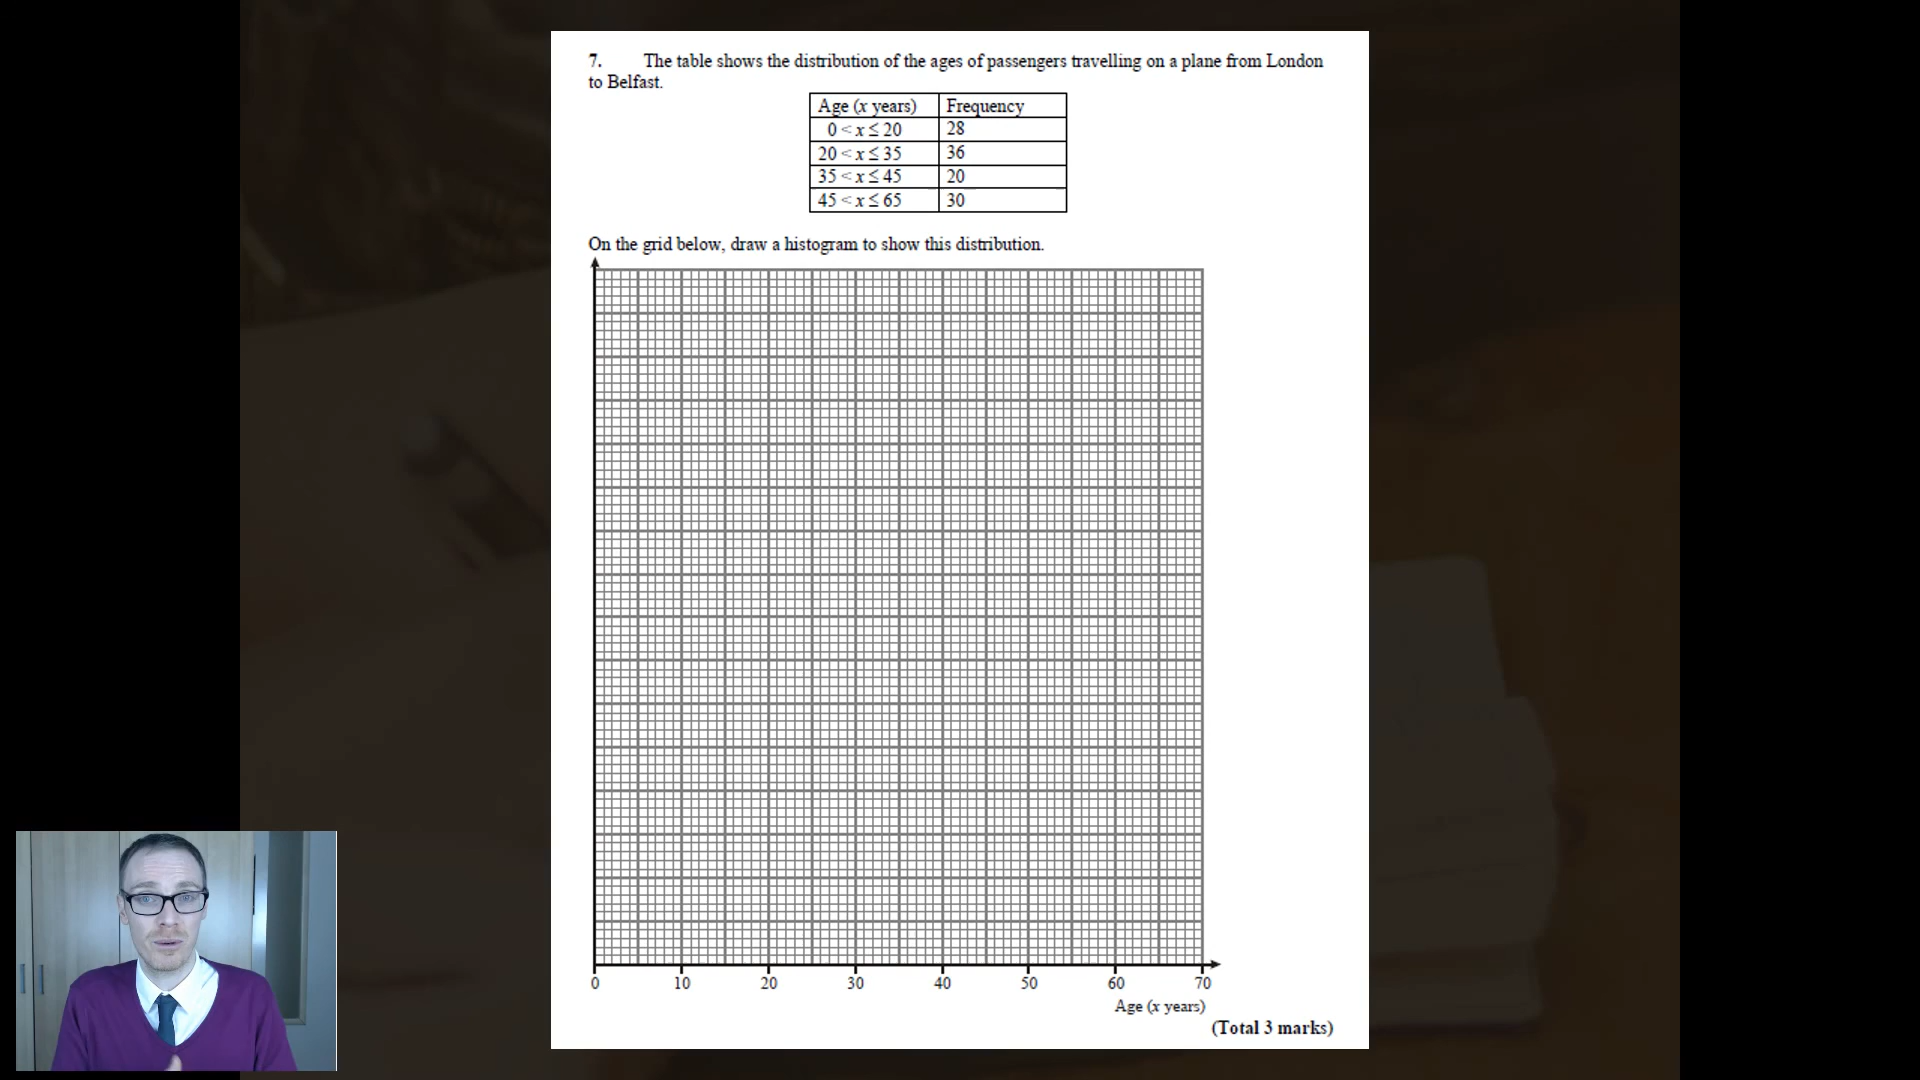 7. The table shows the distribution of the ages of passengers travelling on a plane from London
to Belfast.
Age (x years) Frequency
0 < x ≤ 20 28
20 < x ≤ 35 36
35 < x ≤ 45 20
45 < x ≤ 65 30
On the grid below, draw a histogram to show this distribution.
0 10 20 30 40 50 60 70
Age (x years)
(Total 3 marks)